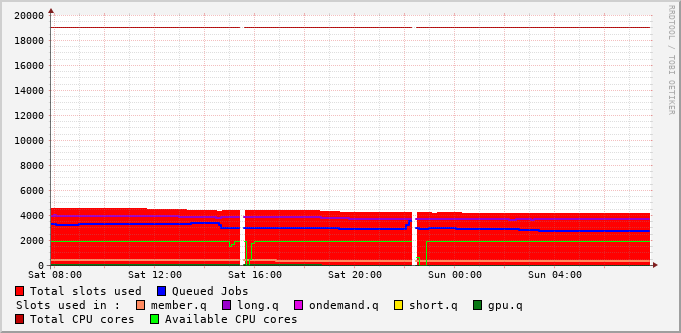 20000
18000
16000
14000
12000
10000
8000
6000
4000
2000
0
Sat 08:00 Sat 12:00 Sat 16:00 Sat 20:00 Sun 00:00 Sun 04:00
Total slots used Queued Jobs
Slots used in : member.q long.q ondemand.q short.q gpu.q
Total CPU cores Available CPU cores
RRDTOOL / TOBI OETIKER